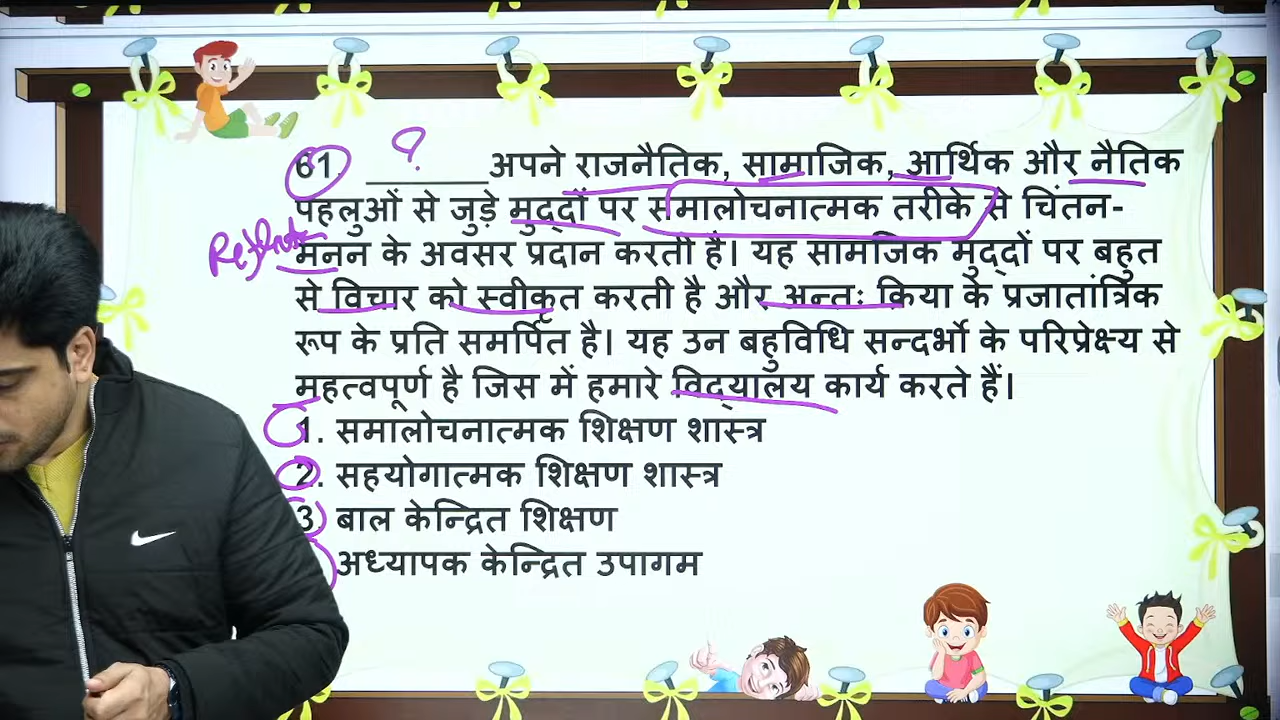 61. ________ अपने राजनैतिक, सामाजिक, आर्थिक और नैतिक
पहलुओं से जुड़े मुद्दों पर समालोचनात्मक तरीके से चिंतन-
मनन के अवसर प्रदान करती है। यह सामाजिक मुद्दों पर बहुत
से विचार को स्वीकृत करती है और अन्तः क्रिया के प्रजातांत्रिक
रूप के प्रति समर्पित है। यह उन बहुविधि सन्दर्भो के परिप्रेक्ष्य से
महत्वपूर्ण है जिस में हमारे विद्यालय कार्य करते हैं।
1. समालोचनात्मक शिक्षण शास्त्र
2. सहयोगात्मक शिक्षण शास्त्र
3. बाल केन्द्रित शिक्षण
अध्यापक केन्द्रित उपागम